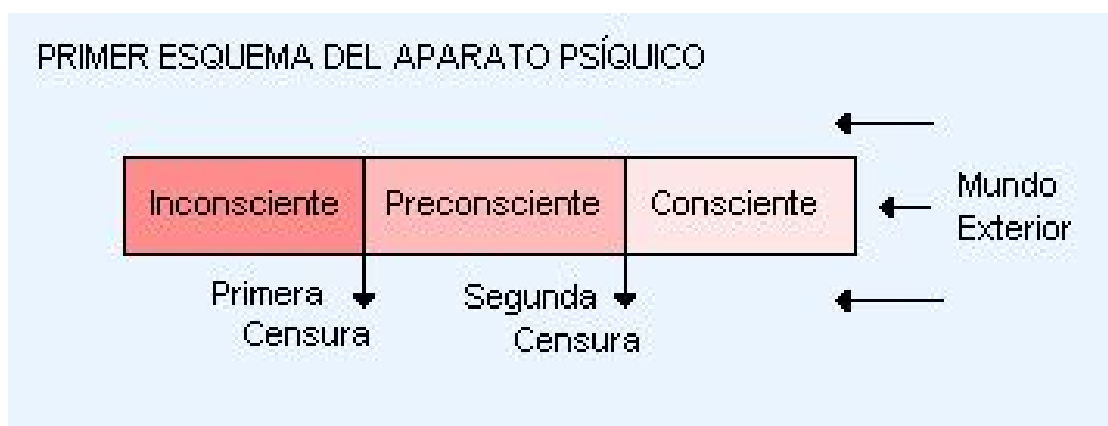 PRIMER ESQUEMA DEL APARATO PSÍQUICO
Inconsciente
Preconsciente
Consciente
Mundo
Exterior
Primera
Censura
Segunda
Censura